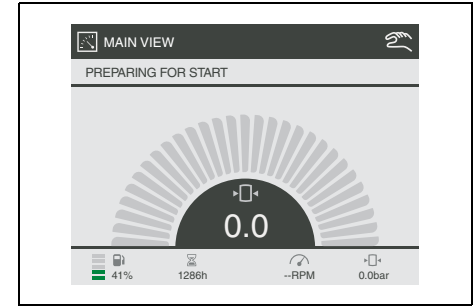 MAIN VIEW
PREPARING FOR START
0.0
41%
1286h
--RPM
0.0bar